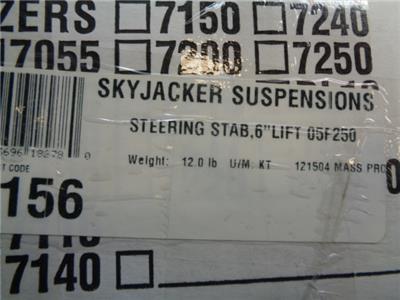 ZERS 7150 7240
17055 7200 7250
SKYJACKER SUSPENSIONS
STEERING STAB,6"LIFT 05F250
Weight: 12.0 lb U/M: KT 121504 MASS PRO
T CODE
156
7140